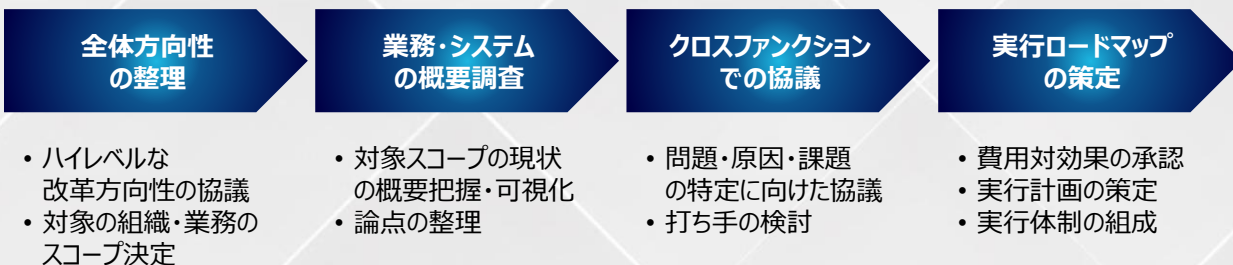 全体方向性
の整理
業務・システム
の概要調査
クロスファンクション
での協議
実行ロードマップ
の策定
• ハイレベルな
改革方向性の協議
• 対象の組織・業務の
スコープ決定
• 対象スコープの現状
の概要把握・可視化
• 論点の整理
• 問題・原因・課題
の特定に向けた協議
• 打ち手の検討
• 費用対効果の承認
• 実行計画の策定
• 実行体制の組成